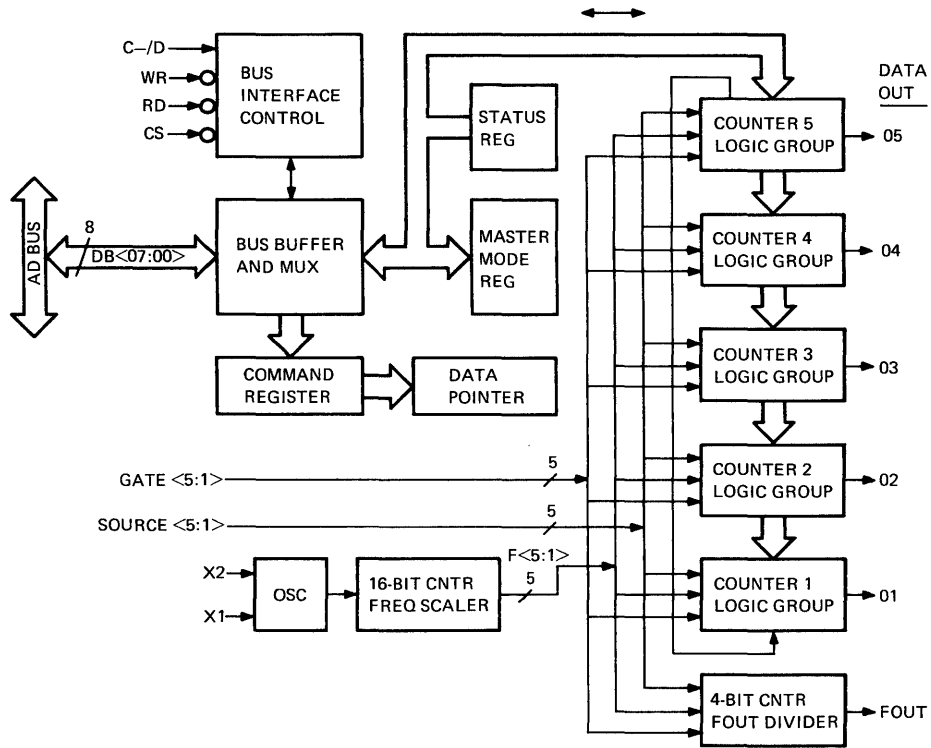 C–/D
WR
RD
CS
BUS
INTERFACE
CONTROL
STATUS
REG
DATA
OUT
COUNTER 5
LOGIC GROUP
05
AD BUS
8
DB<07:00>
BUS BUFFER
AND MUX
MASTER
MODE
REG
COUNTER 4
LOGIC GROUP
04
COMMAND
REGISTER
DATA
POINTER
COUNTER 3
LOGIC GROUP
03
GATE <5:1>
5
COUNTER 2
LOGIC GROUP
02
SOURCE <5:1>
5
X2
X1
OSC
16-BIT CNTR
FREQ SCALER
F<5:1>
5
COUNTER 1
LOGIC GROUP
01
4-BIT CNTR
FOUT DIVIDER
FOUT